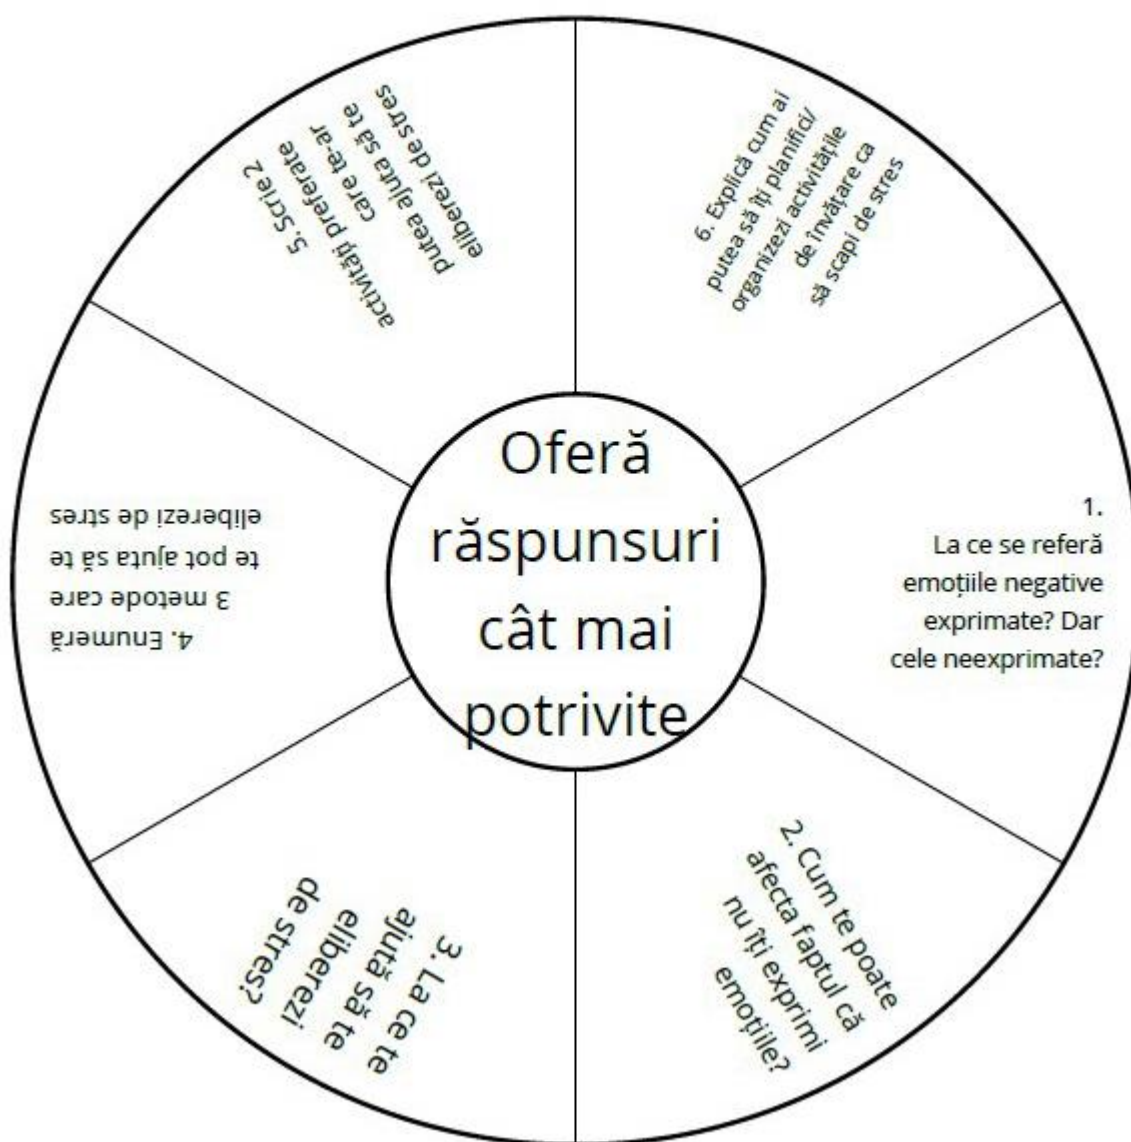 Oferă
răspunsuri
cât mai
potrivite
1.
La ce se referă
emoțiile negative
exprimate? Dar
cele neexprimate?
2. Cum te poate
afecta faptul că
nu îți exprimi
emoțiile?
3. La ce te
ajută să te
eliberezi
de stres?
4. Enumeră
3 metode care
te pot ajuta să te
eliberezi de stres
5. Scrie 2
activități preferate
care te-ar
putea ajuta să te
eliberezi de stres
6. Explică cum ai
putea să îți planifici/
organizezi activitățile
de învățare ca
să scapi de stres